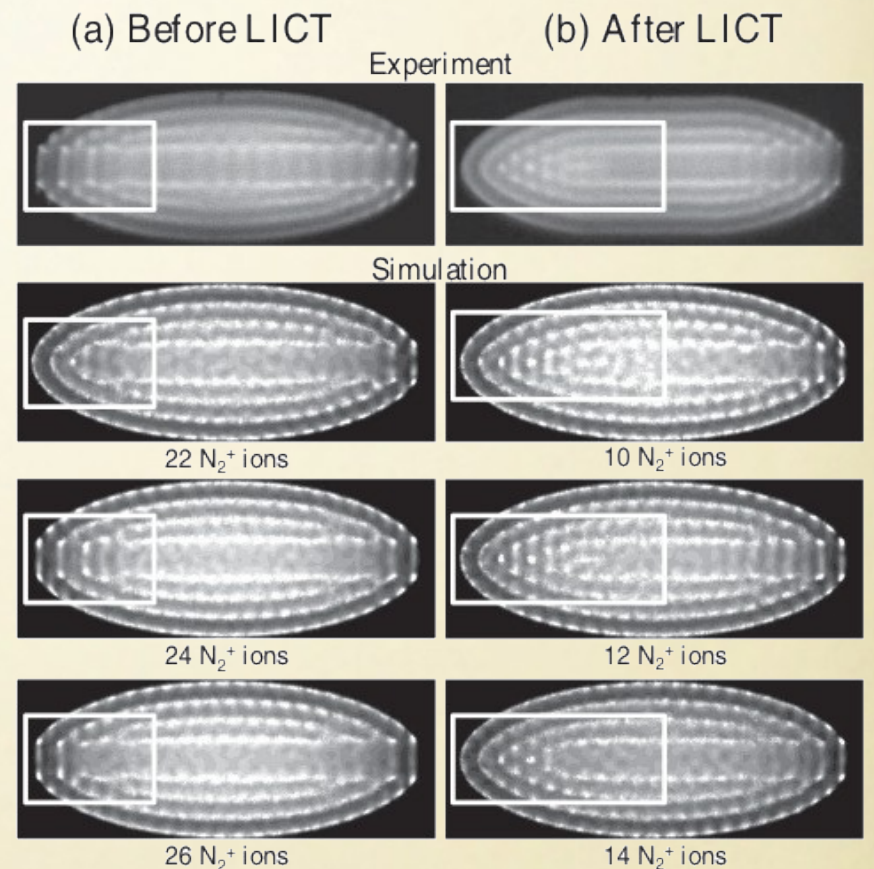 (a) Before LICT (b) After LICT
Experiment
Simulation
22 N₂⁺ ions 10 N₂⁺ ions
24 N₂⁺ ions 12 N₂⁺ ions
26 N₂⁺ ions 14 N₂⁺ ions